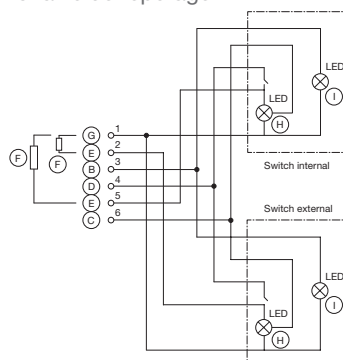 LED
LED
I
H
Switch internal
G 1
E 2
F
F
B 3
D 4
E 5
C 6
Switch external
LED
LED
I
H